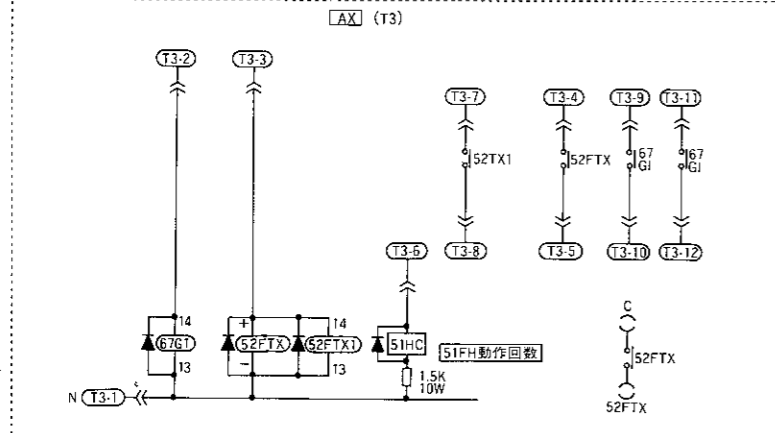 AX (T3)
T3-2 T3-3
T3-7 T3-4 T3-9 T3-11
52TX1 52FTX 67 GI 67 GI
T3-6 T3-8 T3-5 T3-10 T3-12
C
14 + 14
67GI 52FTX 52FTX1 51HC 51FH動作回数 52FTX
13 - 13
1.5K
10W
N T3-1
52FTX